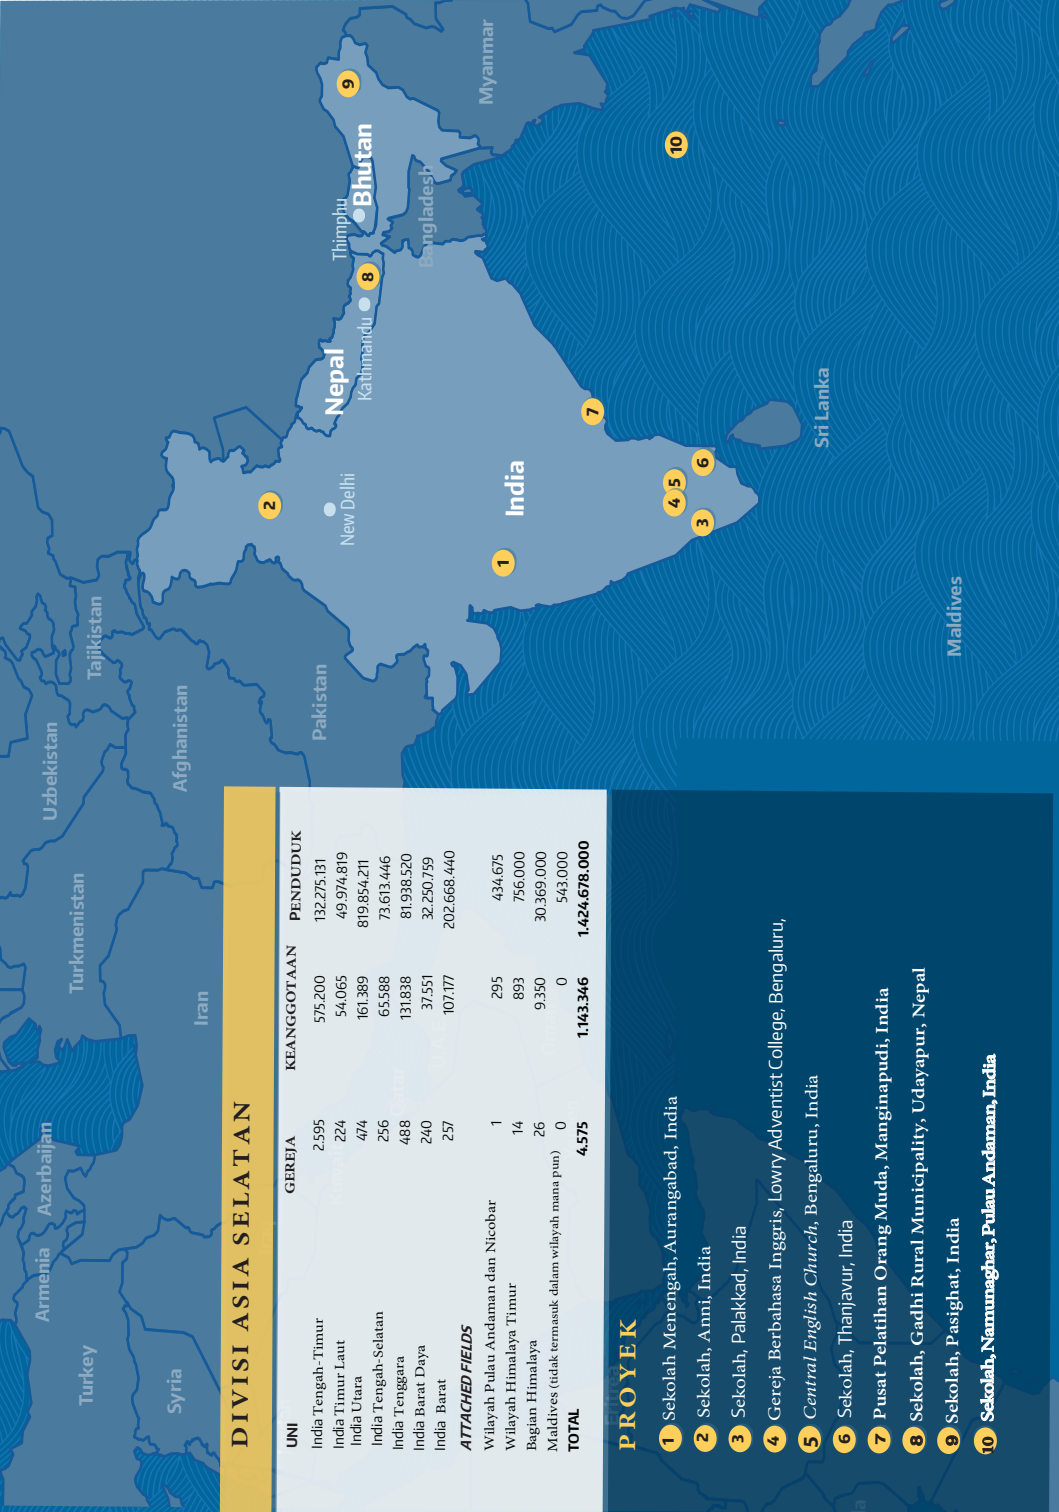 DIVISI ASIA SELATAN
UNI GEREJA KEANGGOTAAN PENDUDUK
India Tengah-Timur 2.595 575.200 132.275.131
India Timur Laut 224 54.065 49.974.819
India Utara 474 161.389 819.854.211
India Tengah-Selatan 256 65.588 73.613.446
India Tenggara 488 131.838 81.938.520
India Barat Daya 240 37.551 32.250.759
India Barat 257 107.177 202.668.440
ATTACHED FIELDS
Wilayah Pulau Andaman dan Nicobar 1 295 434.675
Wilayah Himalaya Timur 14 893 756.000
Bagian Himalaya 26 9.350 30.369.000
Maldives (tidak termasuk dalam wilayah mana pun) 0 0 543.000
TOTAL 4.575 1.143.346 1.424.678.000
PROYEK
1 Sekolah Menengah, Aurangabad, India
2 Sekolah, Anni, India
3 Sekolah, Palakkad, India
4 Gereja Berbahasa Inggris, Lowry Adventist College, Bengaluru,
5 Central English Church, Bengaluru, India
6 Sekolah, Thanjavur, India
7 Pusat Pelatihan Orang Muda, Manginapudi, India
8 Sekolah, Gadhi Rural Municipality, Udayapur, Nepal
9 Sekolah, Pasighat, India
10 Sekolah, Namunaghar, Pulau Andaman, India
Turkey
Syria
Armenia
Azerbaijan
Iran
Turkmenistan
Uzbekistan
Afghanistan
Tajikistan
Pakistan
New Delhi
India
Nepal
Kathmandu
Thimphu
Bhutan
Bangladesh
Myanmar
Sri Lanka
Maldives
1
2
3
4
5
6
7
8
9
10